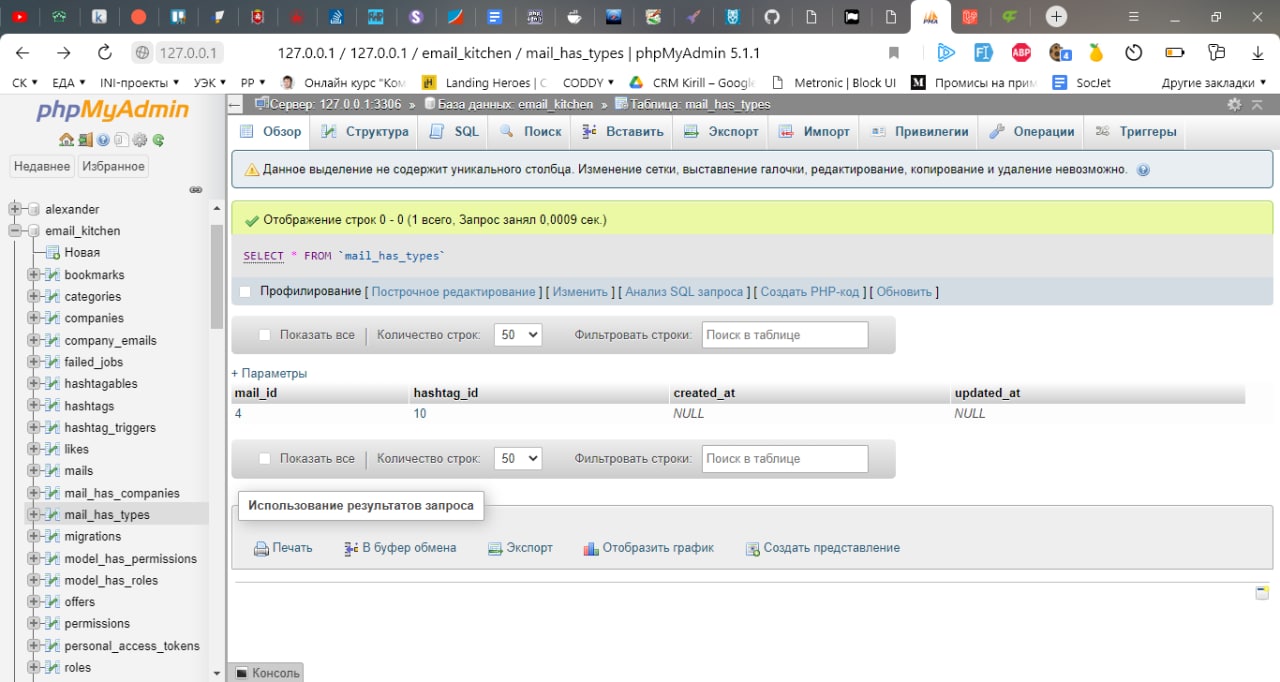 127.0.0.1
127.0.0.1 / 127.0.0.1 / email_kitchen / mail_has_types | phpMyAdmin 5.1.1
СК ЕДА INI-проекты УЭК РР Онлайн курс "Ком Landing Heroes | CODDY CRM Kirill – Google Metronic | Block UI Промисы на прим SocJet Другие закладки
phpMyAdmin
Недавнее Избранное
alexander
email_kitchen
Новая
bookmarks
categories
companies
company_emails
failed_jobs
hashtagables
hashtags
hashtag_triggers
likes
mails
mail_has_companies
mail_has_types
migrations
model_has_permissions
model_has_roles
offers
permissions
personal_access_tokens
roles
Сервер: 127.0.0.1:3306 » База данных: email_kitchen » Таблица: mail_has_types
Обзор Структура SQL Поиск Вставить Экспорт Импорт Привилегии Операции Триггеры
Данное выделение не содержит уникального столбца. Изменение сетки, выставление галочки, редактирование, копирование и удаление невозможно.
Отображение строк 0 - 0 (1 всего, Запрос занял 0,0009 сек.)
SELECT * FROM `mail_has_types`
Профилирование [ Построчное редактирование ] [ Изменить ] [ Анализ SQL запроса ] [ Создать PHP-код ] [ Обновить ]
Показать все | Количество строк: 50 Фильтровать строки: Поиск в таблице
+ Параметры
mail_id hashtag_id created_at updated_at
4 10 NULL NULL
Показать все | Количество строк: 50 Фильтровать строки: Поиск в таблице
Использование результатов запроса
Печать В буфер обмена Экспорт Отобразить график Создать представление
Консоль